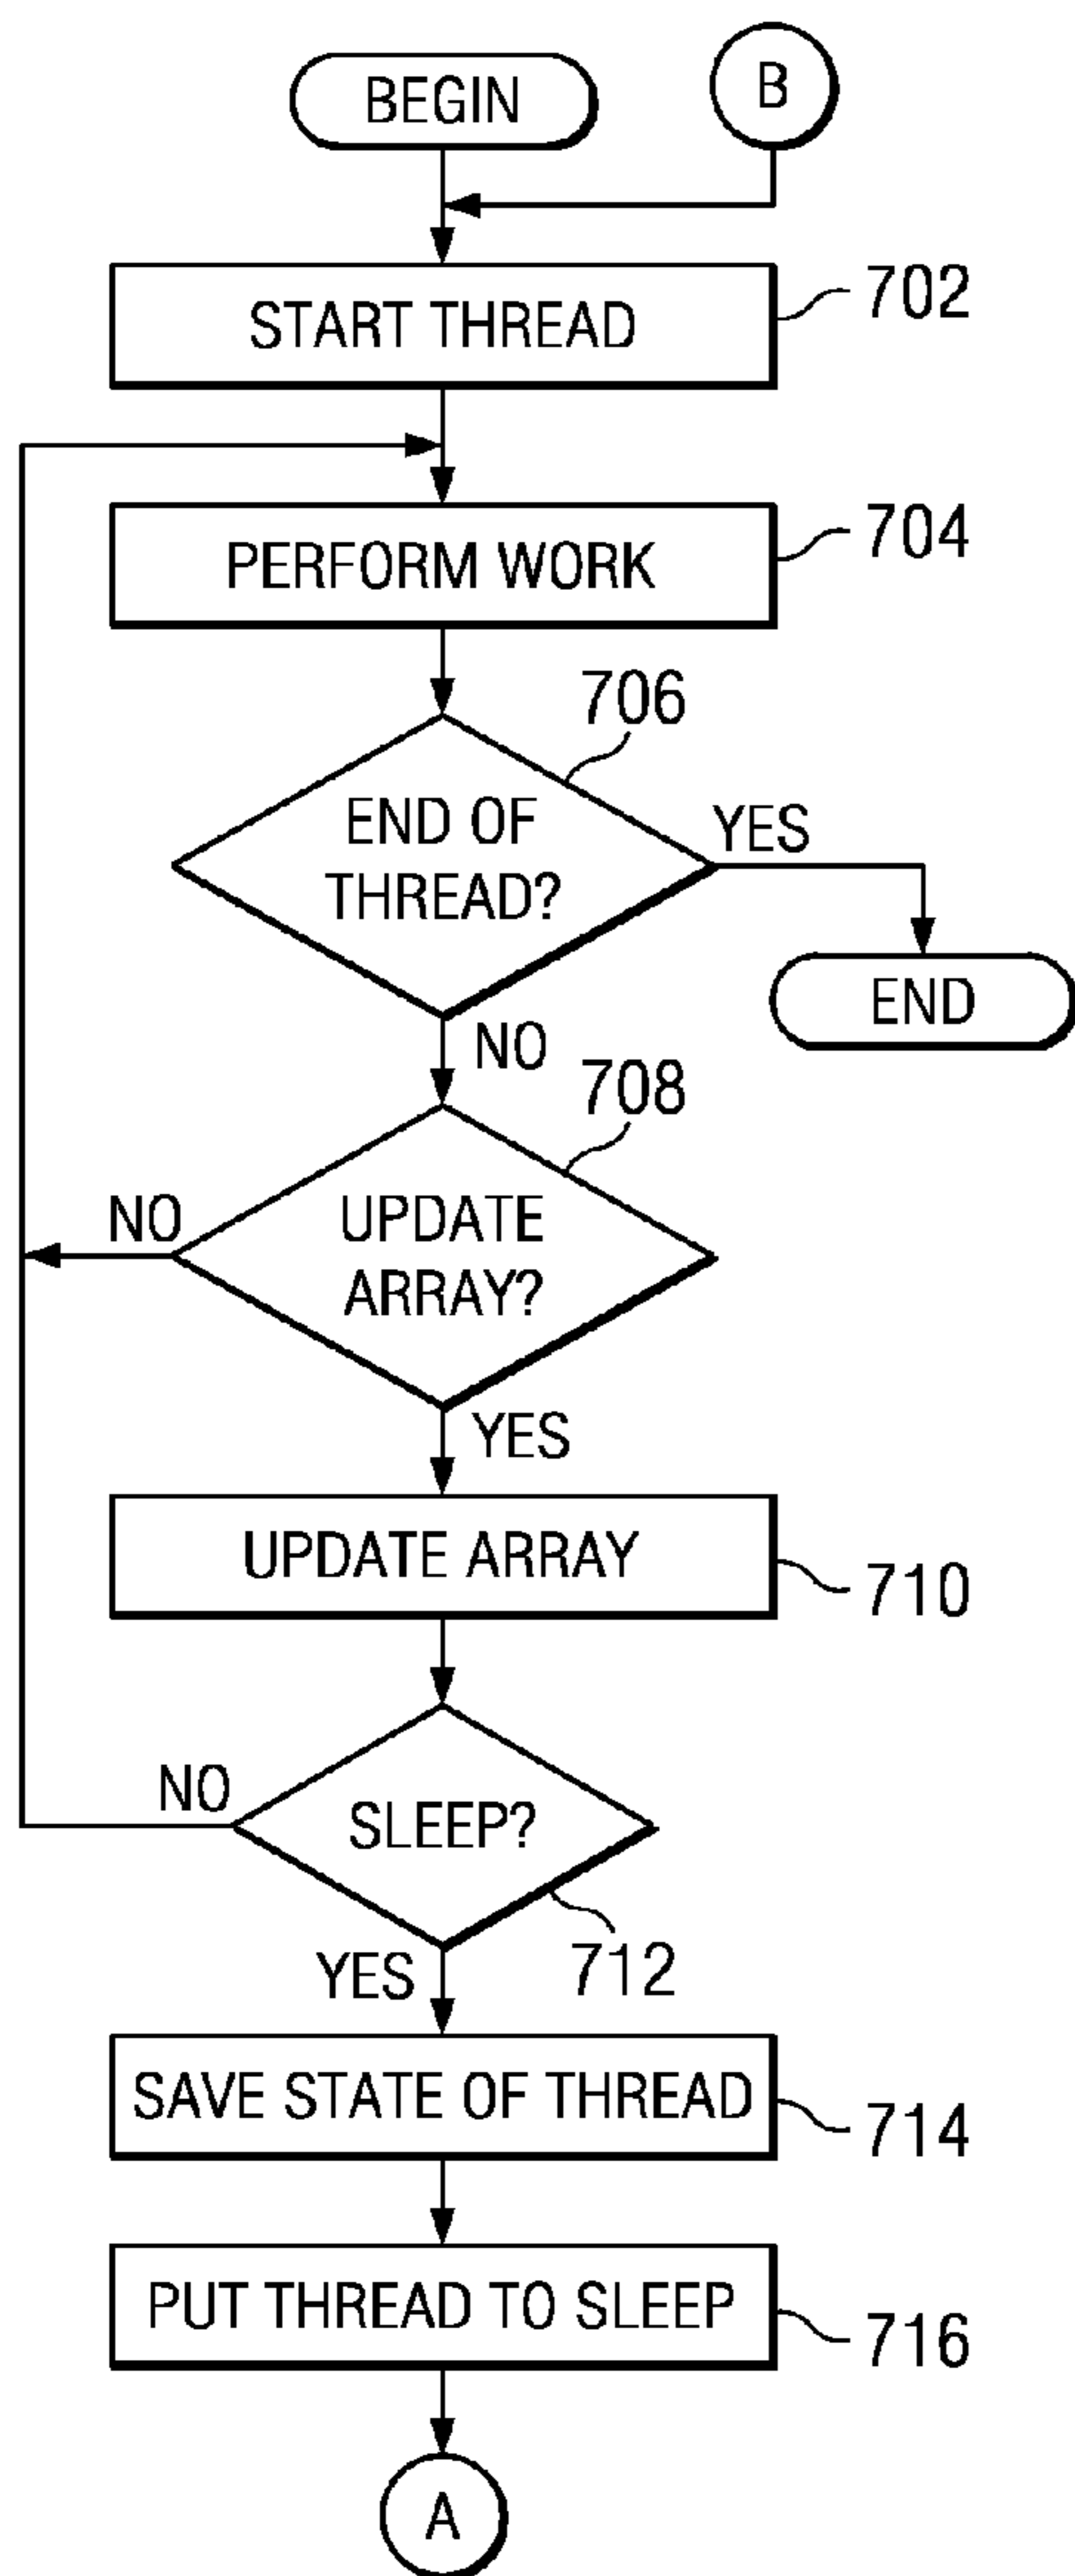 BEGIN
B
START THREAD
702
PERFORM WORK
704
706
END OF
THREAD?
YES
END
NO
708
UPDATE
ARRAY?
NO
YES
UPDATE ARRAY
710
SLEEP?
NO
712
YES
SAVE STATE OF THREAD
714
PUT THREAD TO SLEEP
716
A